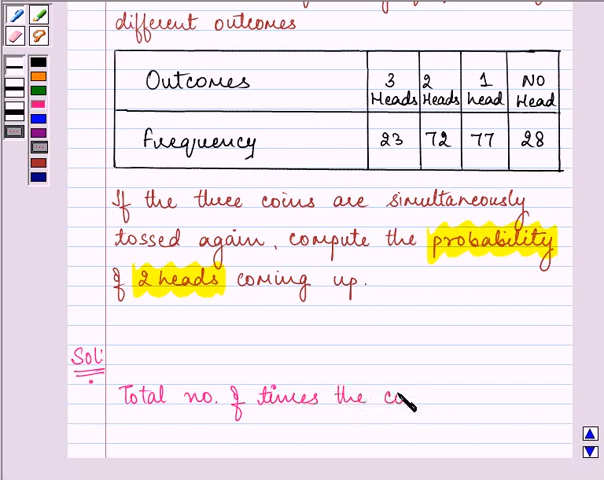 different outcomes
Outcomes 3 Heads 2 Heads 1 head NO Head
Frequency 23 72 77 28
If the three coins are simultaneously
tossed again, compute the probability
of 2 heads coming up.
Sol:
Total no. of times the co